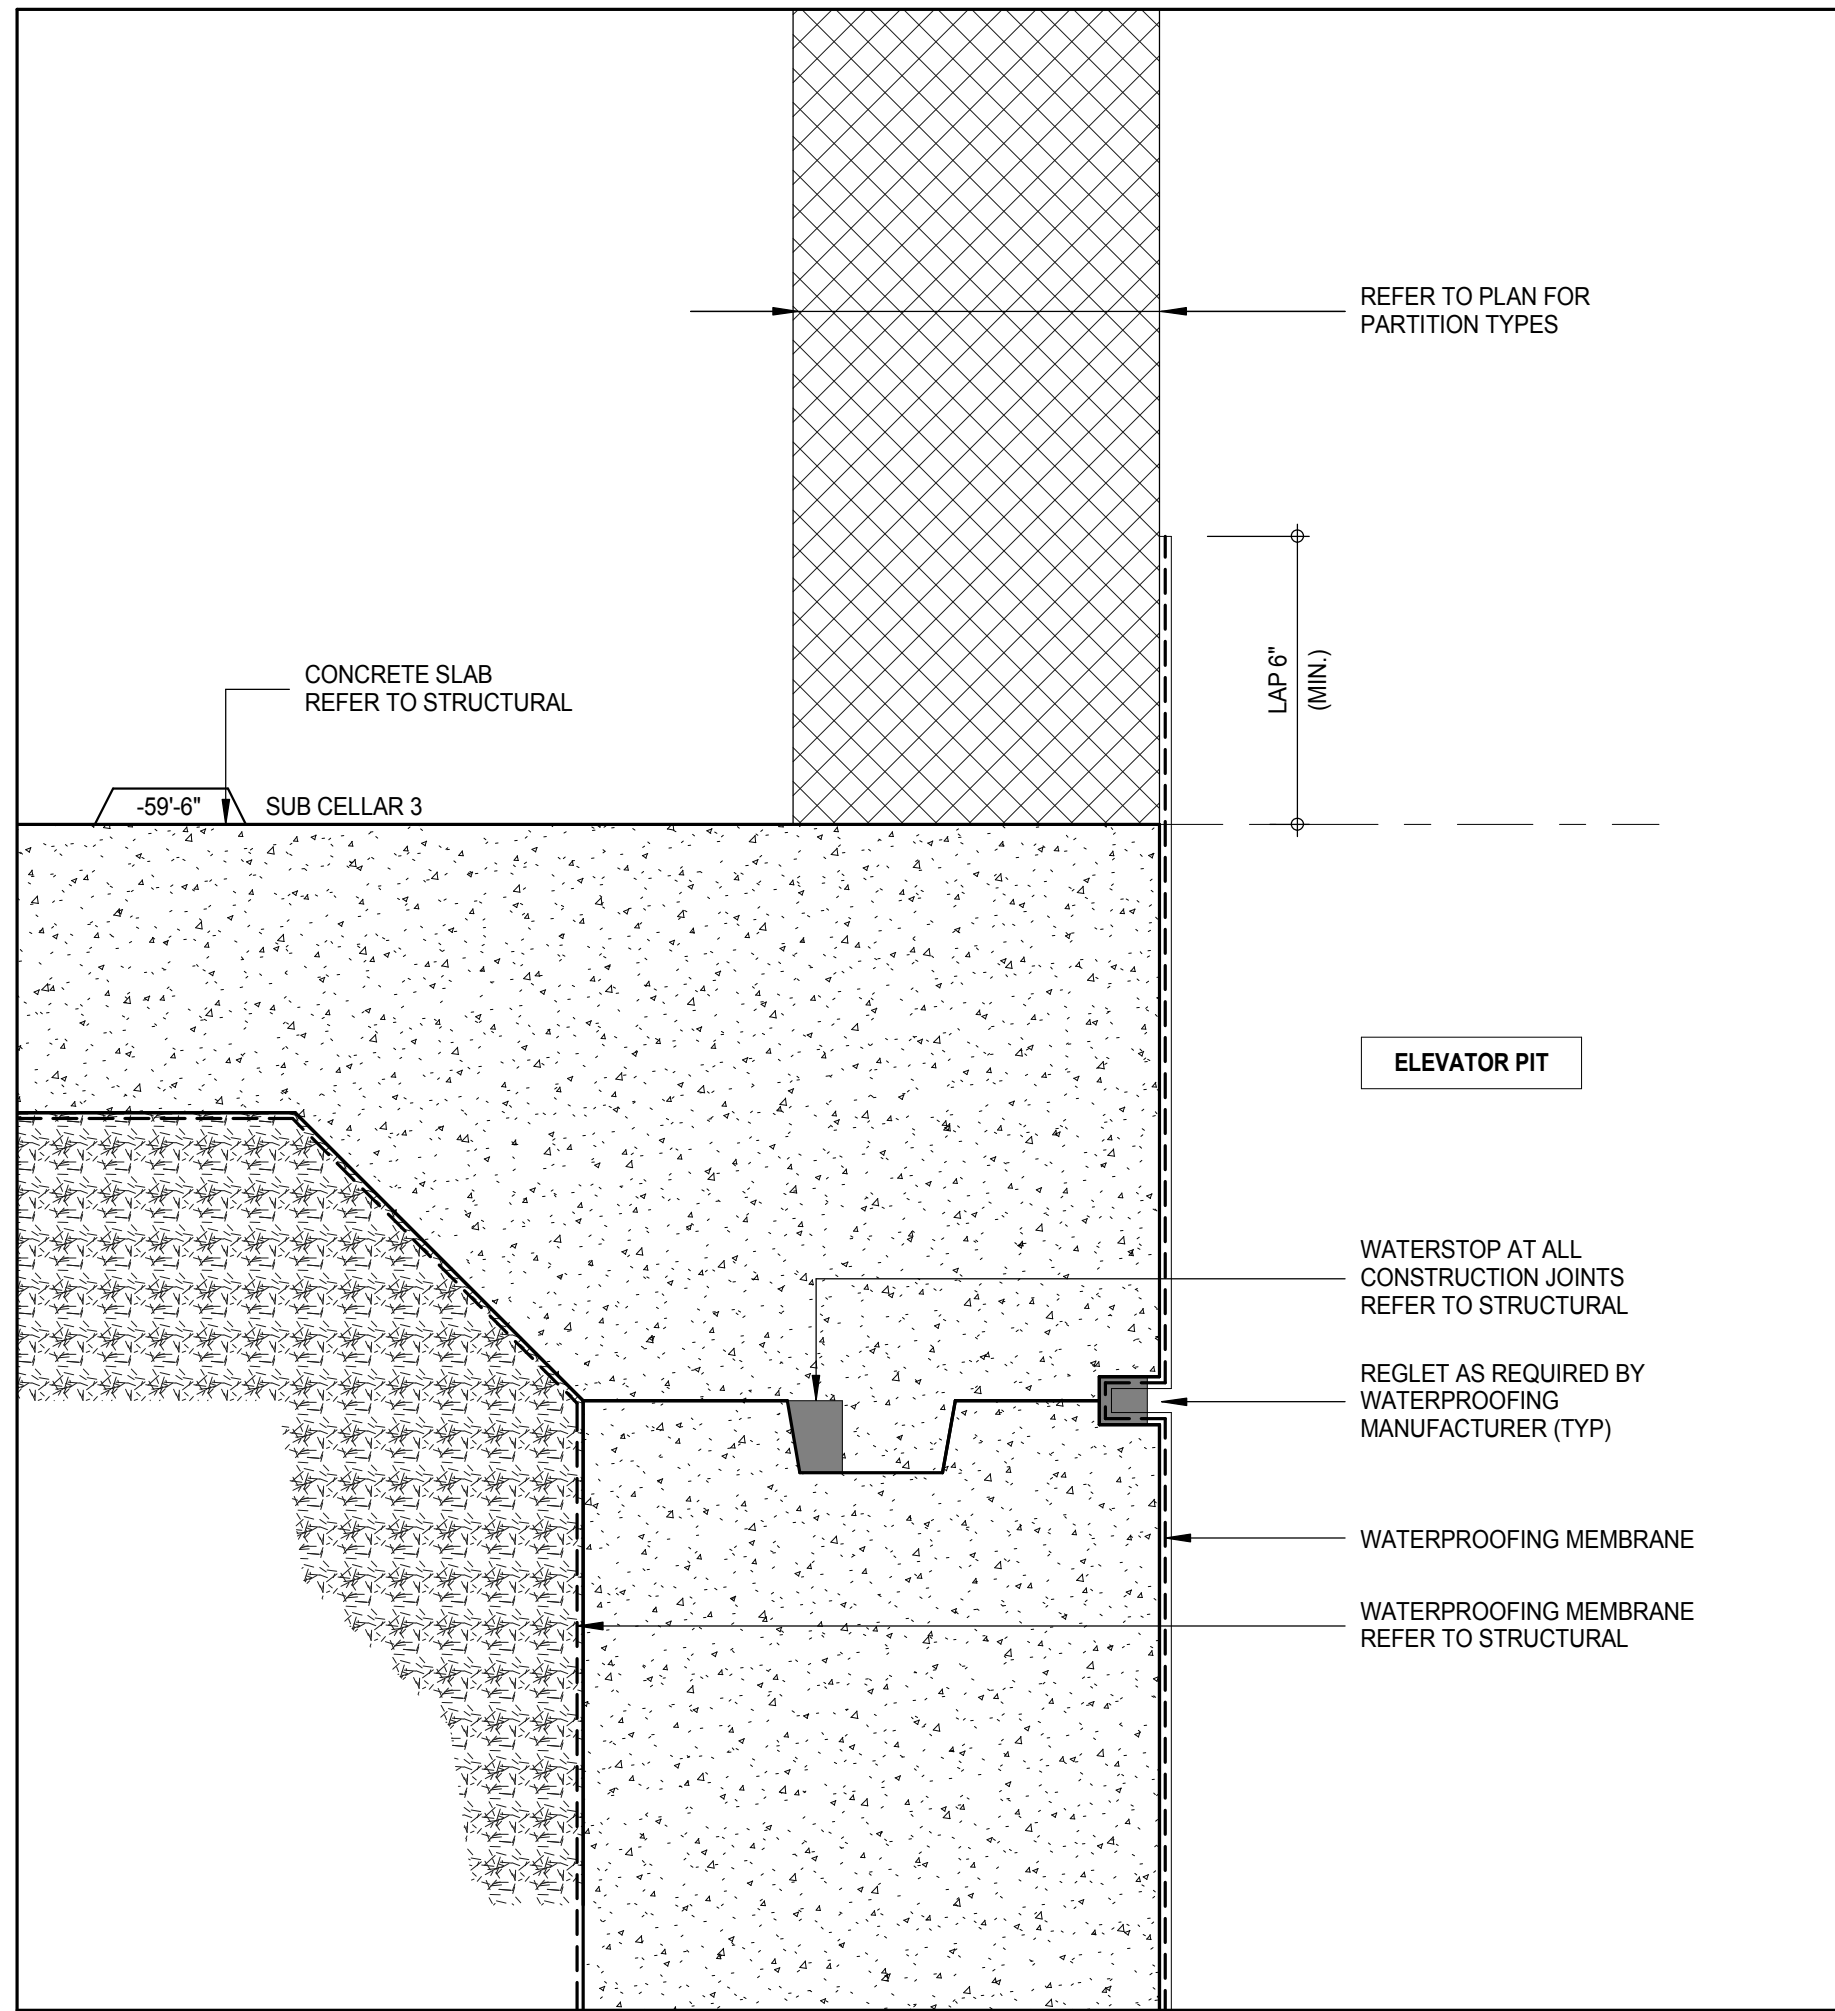 REFER TO PLAN FOR
PARTITION TYPES
LAP 6"
(MIN.)
CONCRETE SLAB
REFER TO STRUCTURAL
-59'-6"
SUB CELLAR 3
ELEVATOR PIT
WATERSTOP AT ALL
CONSTRUCTION JOINTS
REFER TO STRUCTURAL
REGLET AS REQUIRED BY
WATERPROOFING
MANUFACTURER (TYP)
WATERPROOFING MEMBRANE
WATERPROOFING MEMBRANE
REFER TO STRUCTURAL